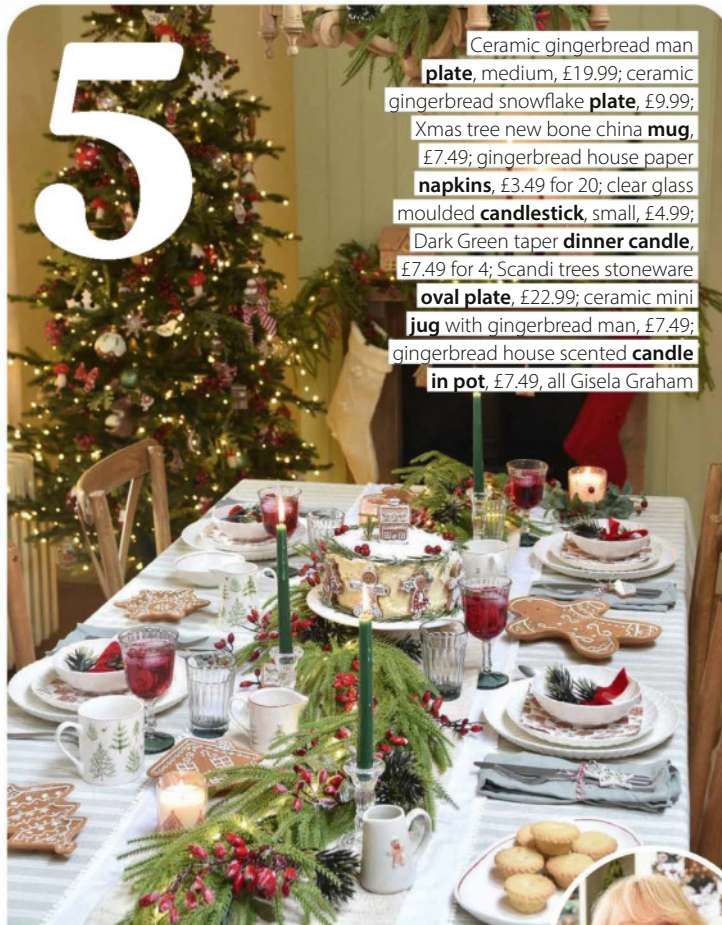 5
Ceramic gingerbread man
plate, medium, £19.99; ceramic
gingerbread snowflake plate, £9.99;
Xmas tree new bone china mug,
£7.49; gingerbread house paper
napkins, £3.49 for 20; clear glass
moulded candlestick, small, £4.99;
Dark Green taper dinner candle,
£7.49 for 4; Scandi trees stoneware
oval plate, £22.99; ceramic mini
jug with gingerbread man, £7.49;
gingerbread house scented candle
in pot, £7.49, all Gisela Graham